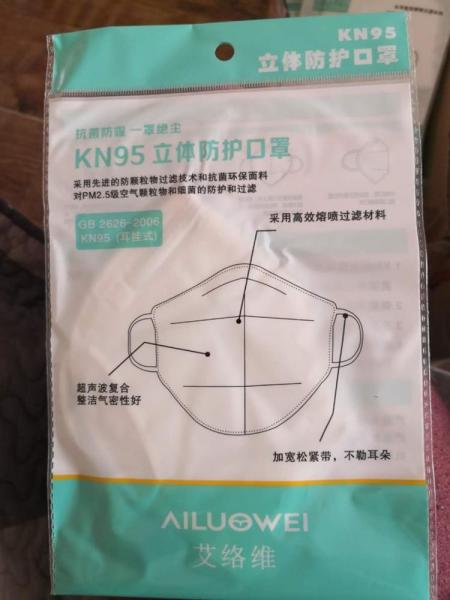 KN95
立体防护口罩
抗菌防霾 一罩绝尘
KN95 立体防护口罩
采用先进的防颗粒物过滤技术和抗菌环保面料
对PM2.5级空气颗粒物和细菌的防护和过滤
GB 2626-2006
KN95 (耳挂式)
采用高效熔喷过滤材料
超声波复合
整洁气密性好
加宽松紧带，不勒耳朵
AILUOWEI
艾络维